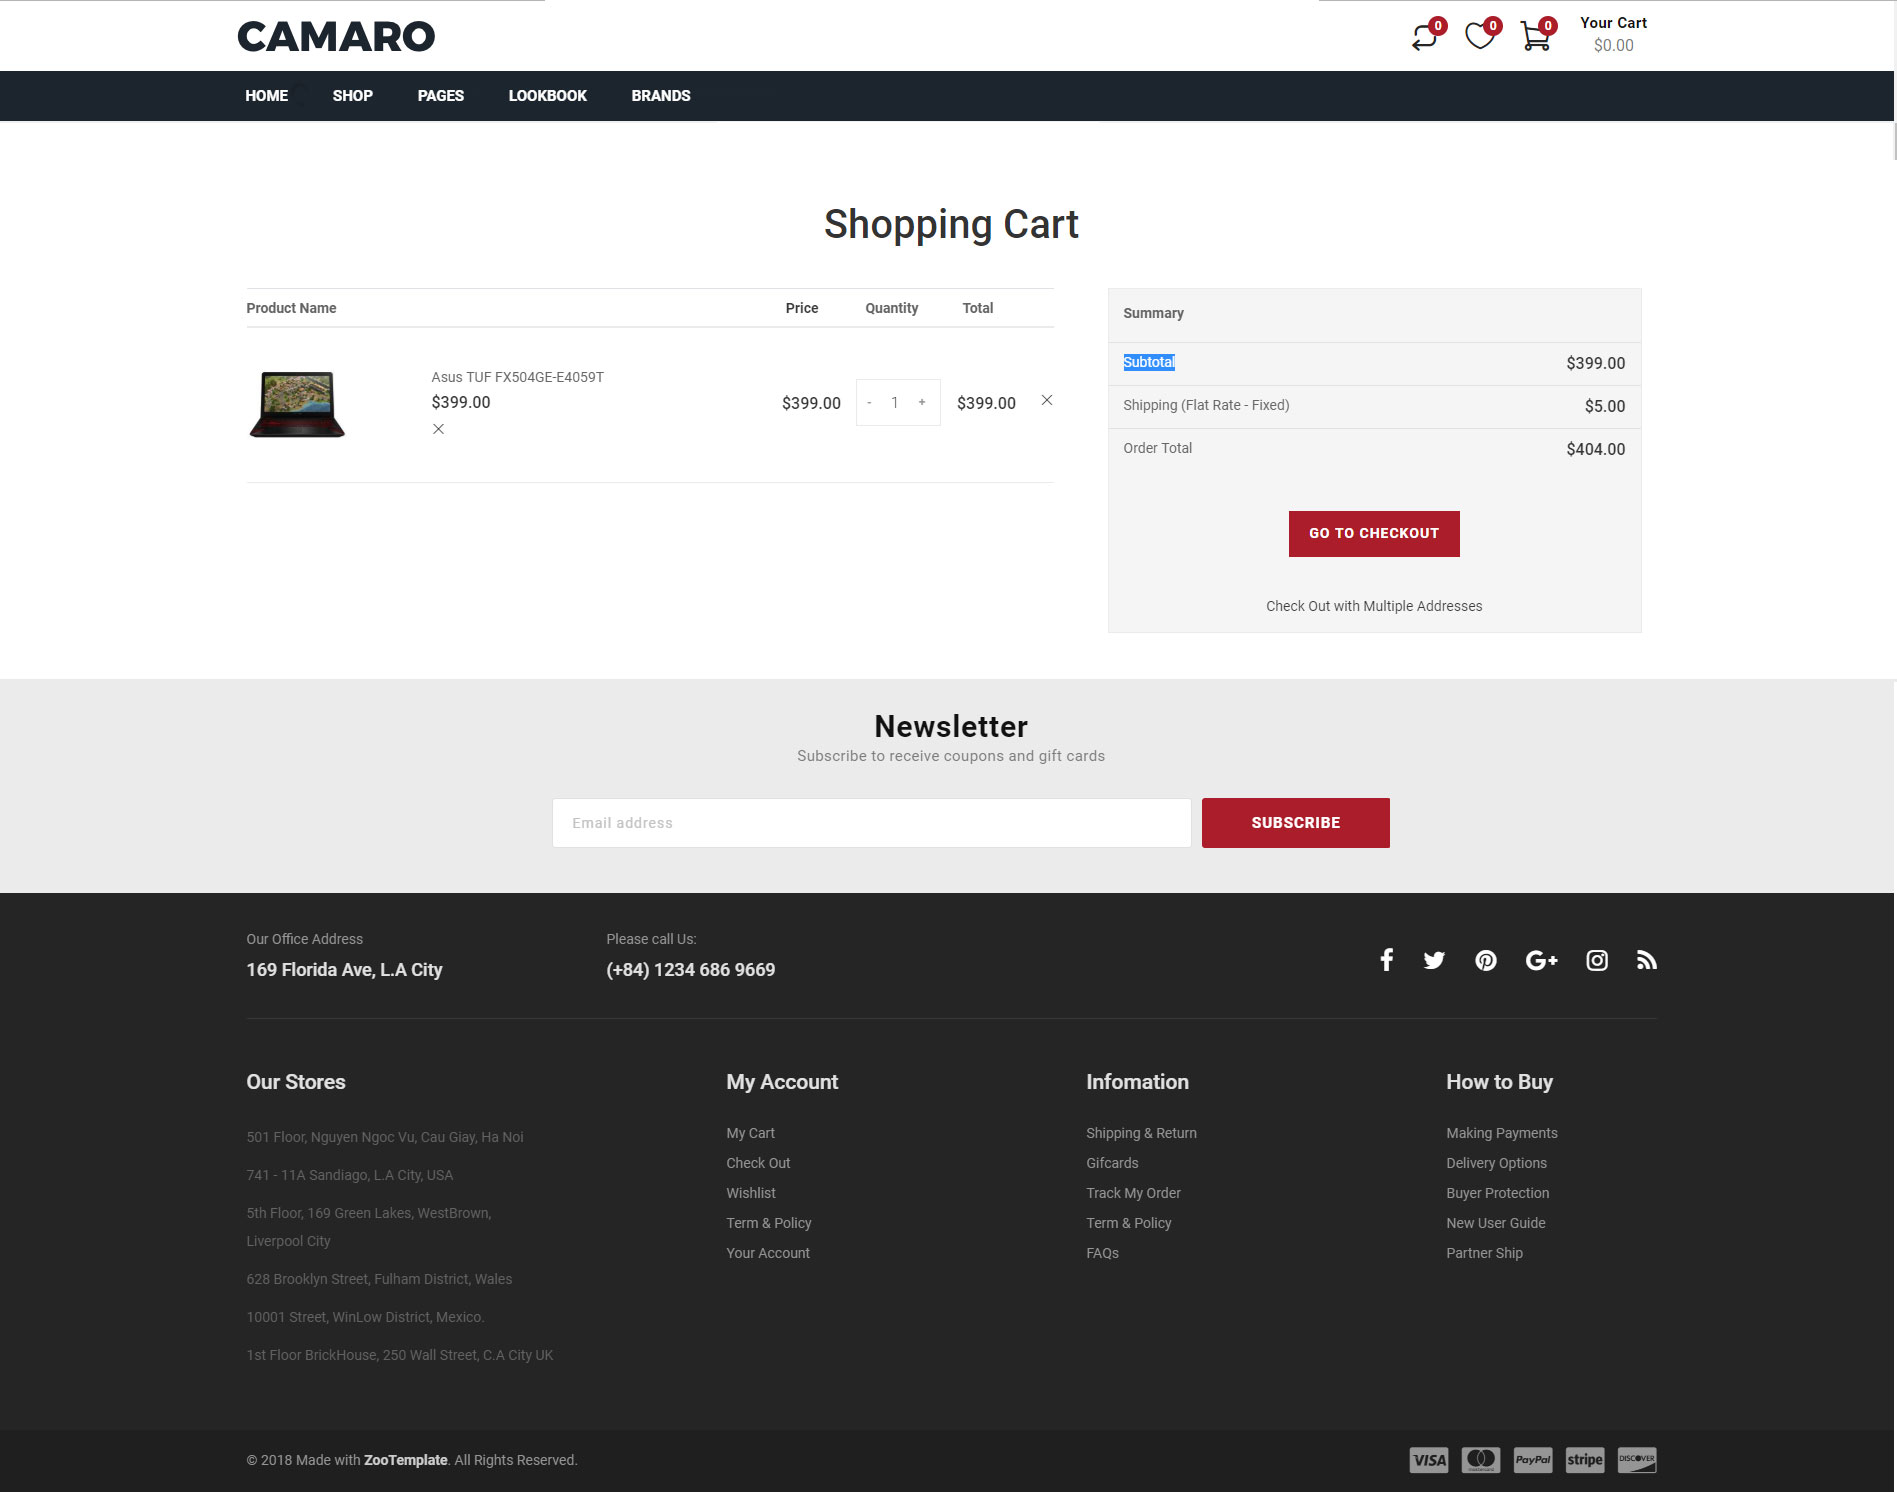 CAMARO
0
0
0
Your Cart
$0.00
HOME
SHOP
PAGES
LOOKBOOK
BRANDS
Shopping Cart
Product Name
Price
Quantity
Total
Asus TUF FX504GE-E4059T
$399.00
$399.00
- 1 +
$399.00
Summary
Subtotal
$399.00
Shipping (Flat Rate - Fixed)
$5.00
Order Total
$404.00
GO TO CHECKOUT
Check Out with Multiple Addresses
Newsletter
Subscribe to receive coupons and gift cards
Email address
SUBSCRIBE
Our Office Address
169 Florida Ave, L.A City
Please call Us:
(+84) 1234 686 9669
Our Stores
501 Floor, Nguyen Ngoc Vu, Cau Giay, Ha Noi
741 - 11A Sandiago, L.A City, USA
5th Floor, 169 Green Lakes, WestBrown,
Liverpool City
628 Brooklyn Street, Fulham District, Wales
10001 Street, WinLow District, Mexico.
1st Floor BrickHouse, 250 Wall Street, C.A City UK
My Account
My Cart
Check Out
Wishlist
Term & Policy
Your Account
Infomation
Shipping & Return
Gifcards
Track My Order
Term & Policy
FAQs
How to Buy
Making Payments
Delivery Options
Buyer Protection
New User Guide
Partner Ship
© 2018 Made with ZooTemplate. All Rights Reserved.
VISA
PayPal
stripe
DISCOVER